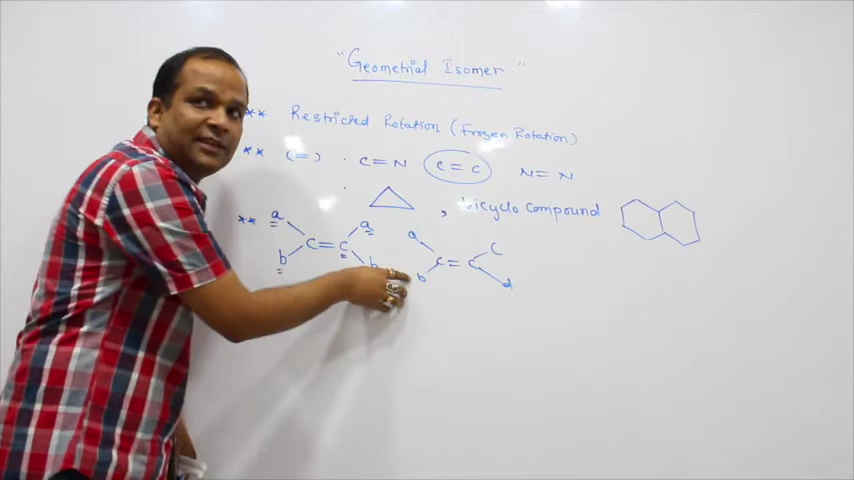 "Geometrial Isomer"
** Restricted Rotation (Frozen Rotation)
** (=) · C=N C=C N=N
· , bicyclo Compound
** a a a C
C=C C=C
b b b d